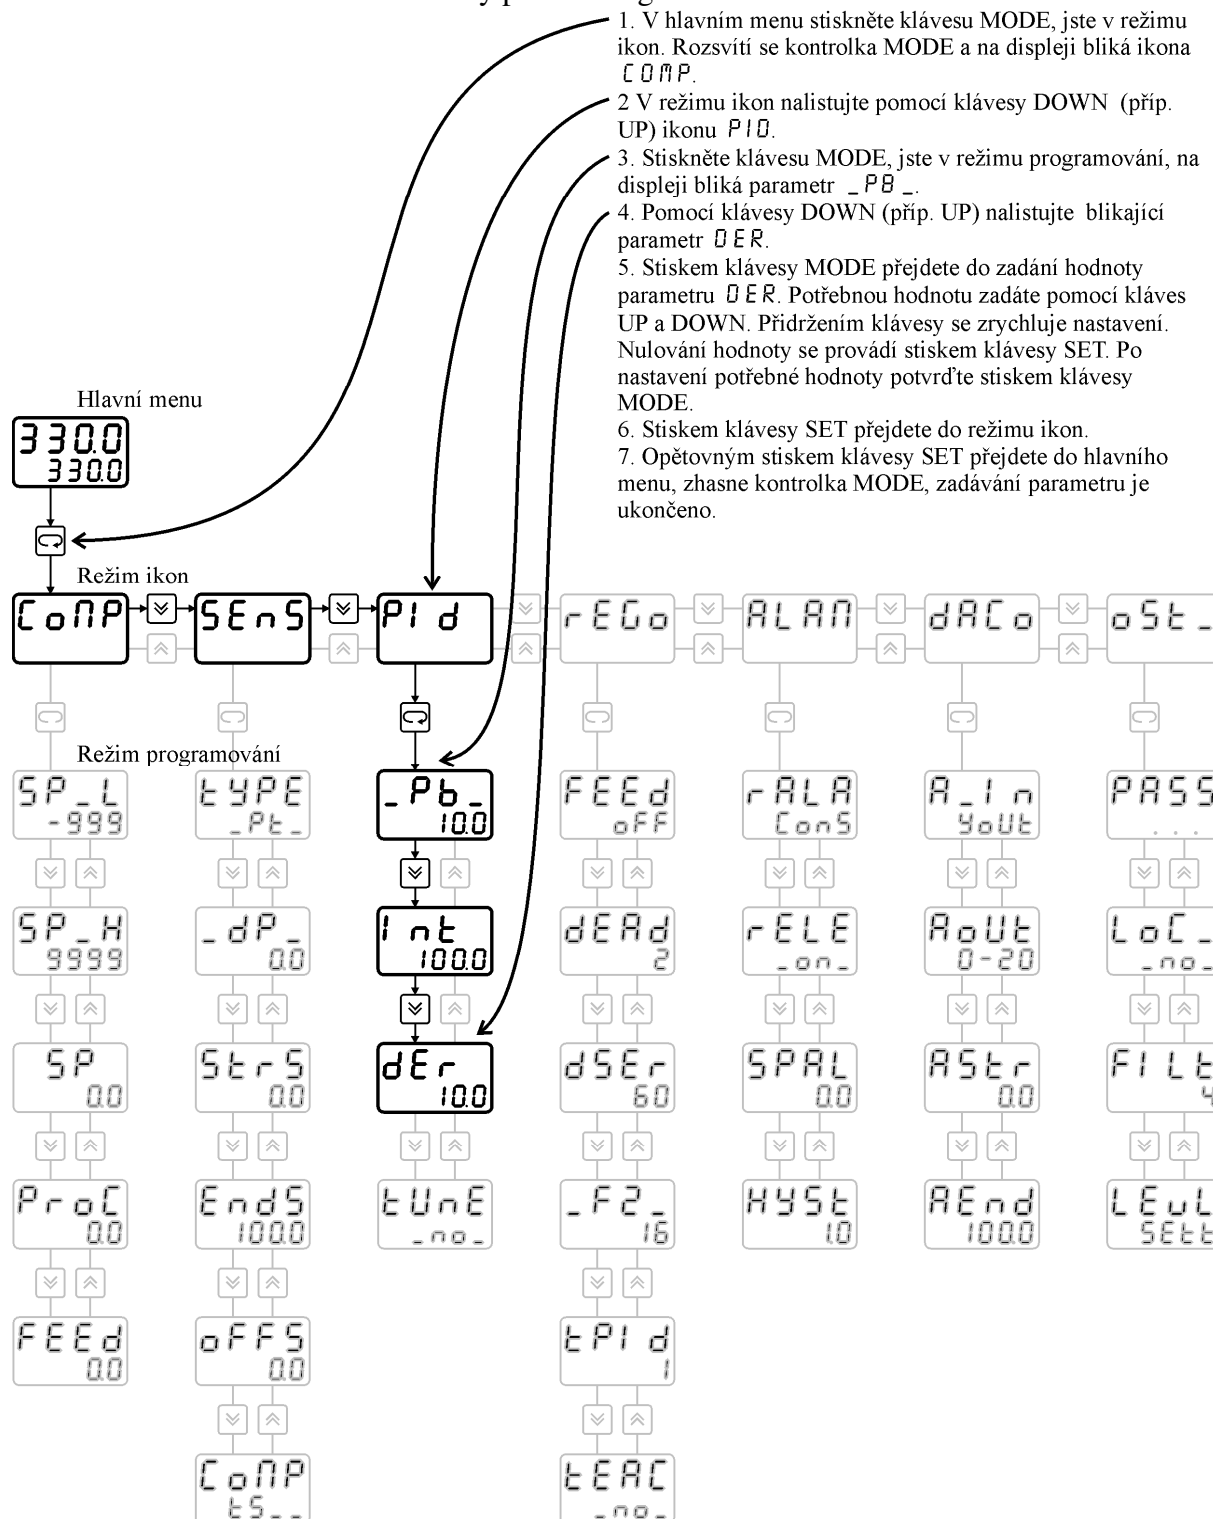 1. V hlavním menu stiskněte klávesu MODE, jste v režimu
ikon. Rozsvítí se kontrolka MODE a na displeji bliká ikona
COMP.
2 V režimu ikon nalistujte pomocí klávesy DOWN (příp.
UP) ikonu PID.
3. Stiskněte klávesu MODE, jste v režimu programování, na
displeji bliká parametr _PB_.
4. Pomocí klávesy DOWN (příp. UP) nalistujte blikající
parametr DER.
5. Stiskem klávesy MODE přejdete do zadání hodnoty
parametru DER. Potřebnou hodnotu zadáte pomocí kláves
UP a DOWN. Přidržením klávesy se zrychluje nastavení.
Nulování hodnoty se provádí stiskem klávesy SET. Po
nastavení potřebné hodnoty potvrďte stiskem klávesy
MODE.
6. Stiskem klávesy SET přejdete do režimu ikon.
7. Opětovným stiskem klávesy SET přejdete do hlavního
menu, zhasne kontrolka MODE, zadávání parametru je
ukončeno.
Hlavní menu
330.0
330.0
Režim ikon
CoMP SEnS PId rEGo ALAM dACo oSt_
Režim programování
SP_L tYPE _Pb_ FEEd rALA A_In PASS
-999 _Pt_ 10.0 oFF ConS YoUt ...
SP_H _dP_ Int dEAd rELE AoUt LoC_
9999 0.0 100.0 2 _on_ 0-20 _no_
SP StrS dEr dSEr SPAL AStr FILt
0.0 0.0 10.0 60 0.0 0.0 4
ProC EndS tUnE _F2_ HYSt AEnd LEvL
0.0 100.0 _no_ 16 1.0 100.0 SEtt
FEEd oFFS tPId
0.0 0.0 1
CoMP tEAC
tS__ _no_